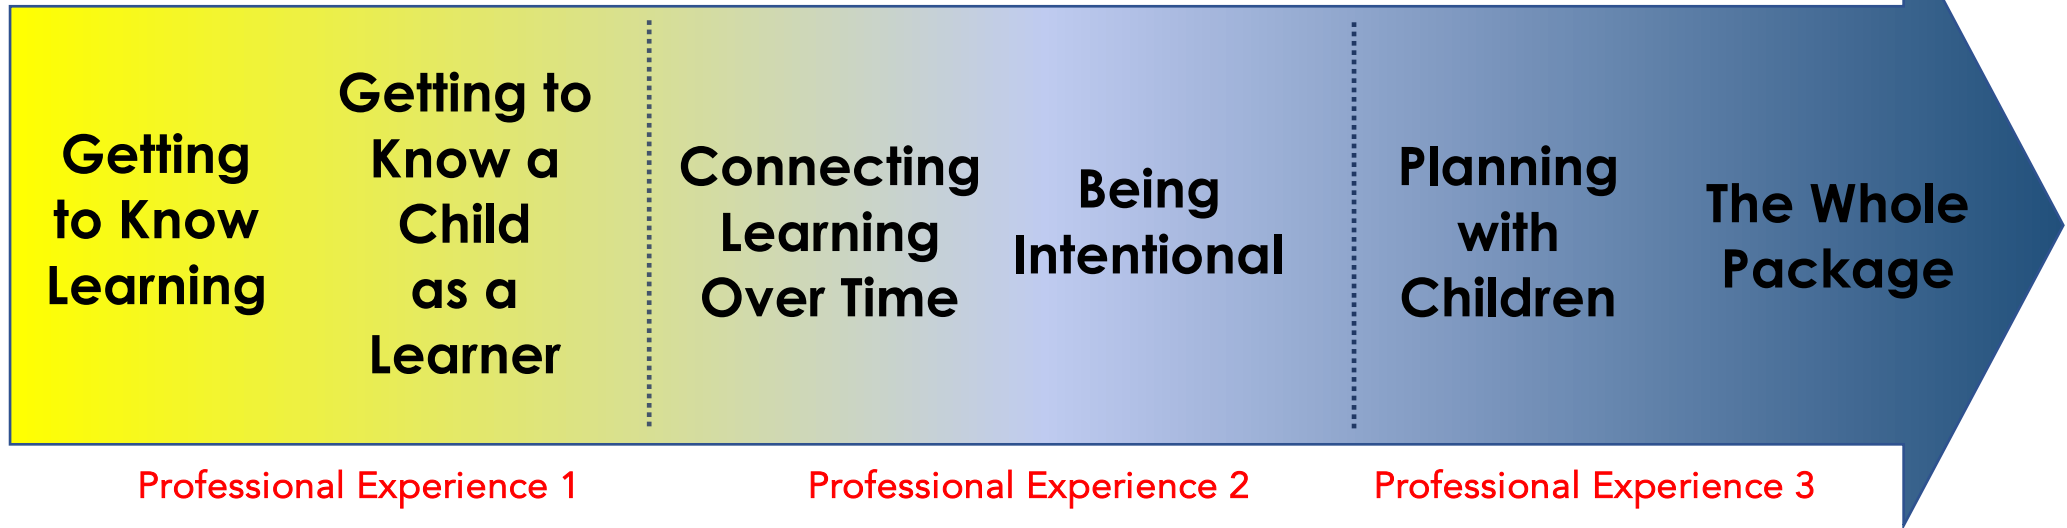 Getting
to Know
Learning
Getting to
Know a
Child
as a
Learner
Connecting
Learning
Over Time
Being
Intentional
Planning
with
Children
The Whole
Package
Professional Experience 1
Professional Experience 2
Professional Experience 3